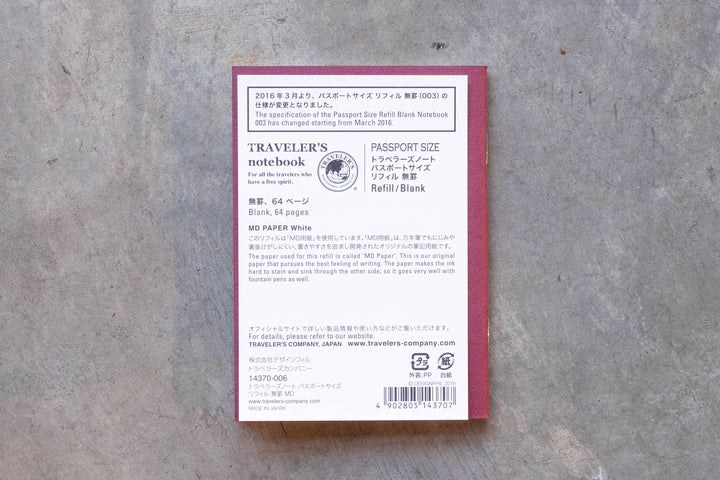 2016年3月より、パスポートサイズ リフィル 無罫(003)の
仕様が変更となりました。
The specification of the Passport Size Refill Blank Notebook
003 has changed starting from March 2016.
TRAVELER'S
notebook
For all the travelers who
have a free spirit.
TRAVELER'S
®
PASSPORT SIZE
トラベラーズノート
パスポートサイズ
リフィル 無罫
Refill/Blank
無罫、64 ページ
Blank, 64 pages
MD PAPER White
このリフィルは「MD用紙」を使用しています。「MD用紙」は、万年筆でもにじみや
裏抜けがしにくい、書きやすさを追求し開発されたオリジナルの筆記用紙です。
The paper used for this refill is called "MD Paper". This is our original
paper that pursues the best feeling of writing. The paper makes the ink
hard to stain and sink through the other side, so it goes very well with
fountain pens as well.
オフィシャルサイトで詳しい製品情報や使い方などがご覧いただけます。
For details, please refer to our website.
TRAVELER'S COMPANY, JAPAN www.travelers-company.com
株式会社デザインフィル
トラベラーズカンパニー
14370-006
トラベラーズノート パスポートサイズ
リフィル 無罫 MD
www.travelers-company.com
MADE IN JAPAN
プラ 紙
外装:PP 台紙
© DESIGNPHIL 2016
4 902805 143707